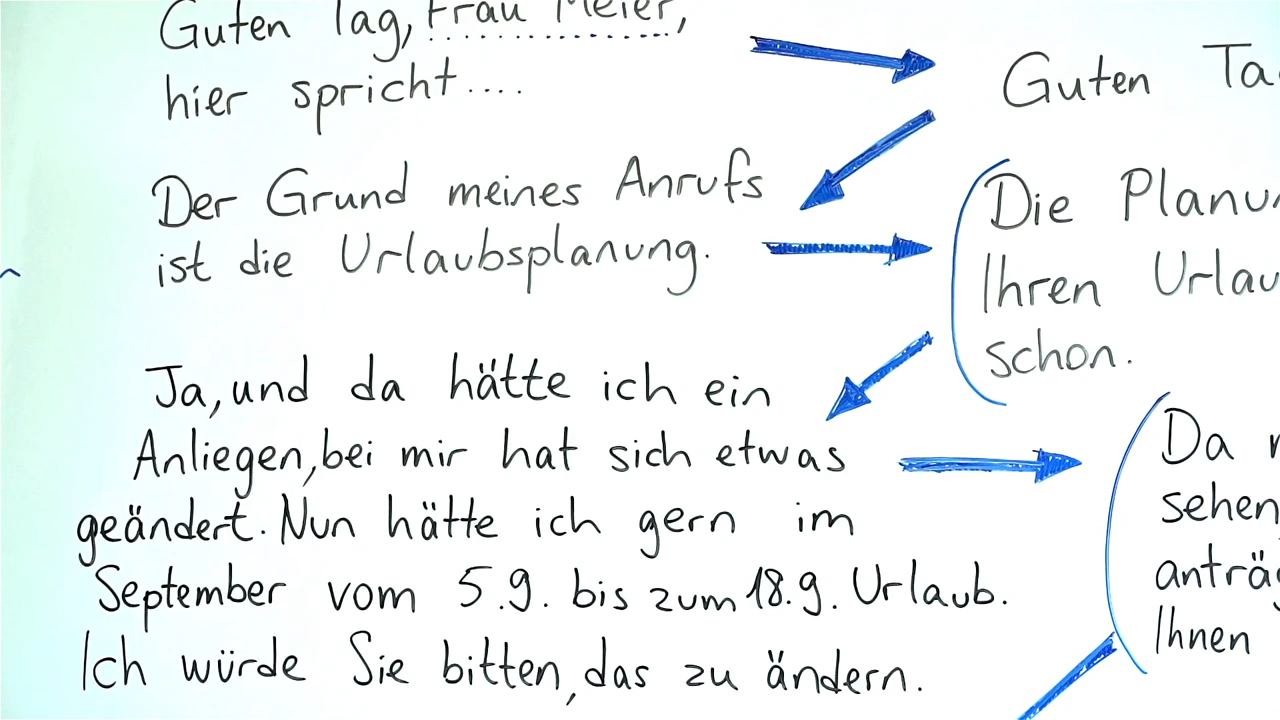 Guten Tag, Frau Meier,
hier spricht....
Guten
Der Grund meines Anrufs
ist die Urlaubsplanung.
Die
Ihren
schon.
Ja, und da hätte ich ein
Anliegen, bei mir hat sich etwas
geändert. Nun hätte ich gern im
September vom 5.9. bis zum 18.9. Urlaub.
Ich würde Sie bitten, das zu ändern.
Da
sehen
Ihnen